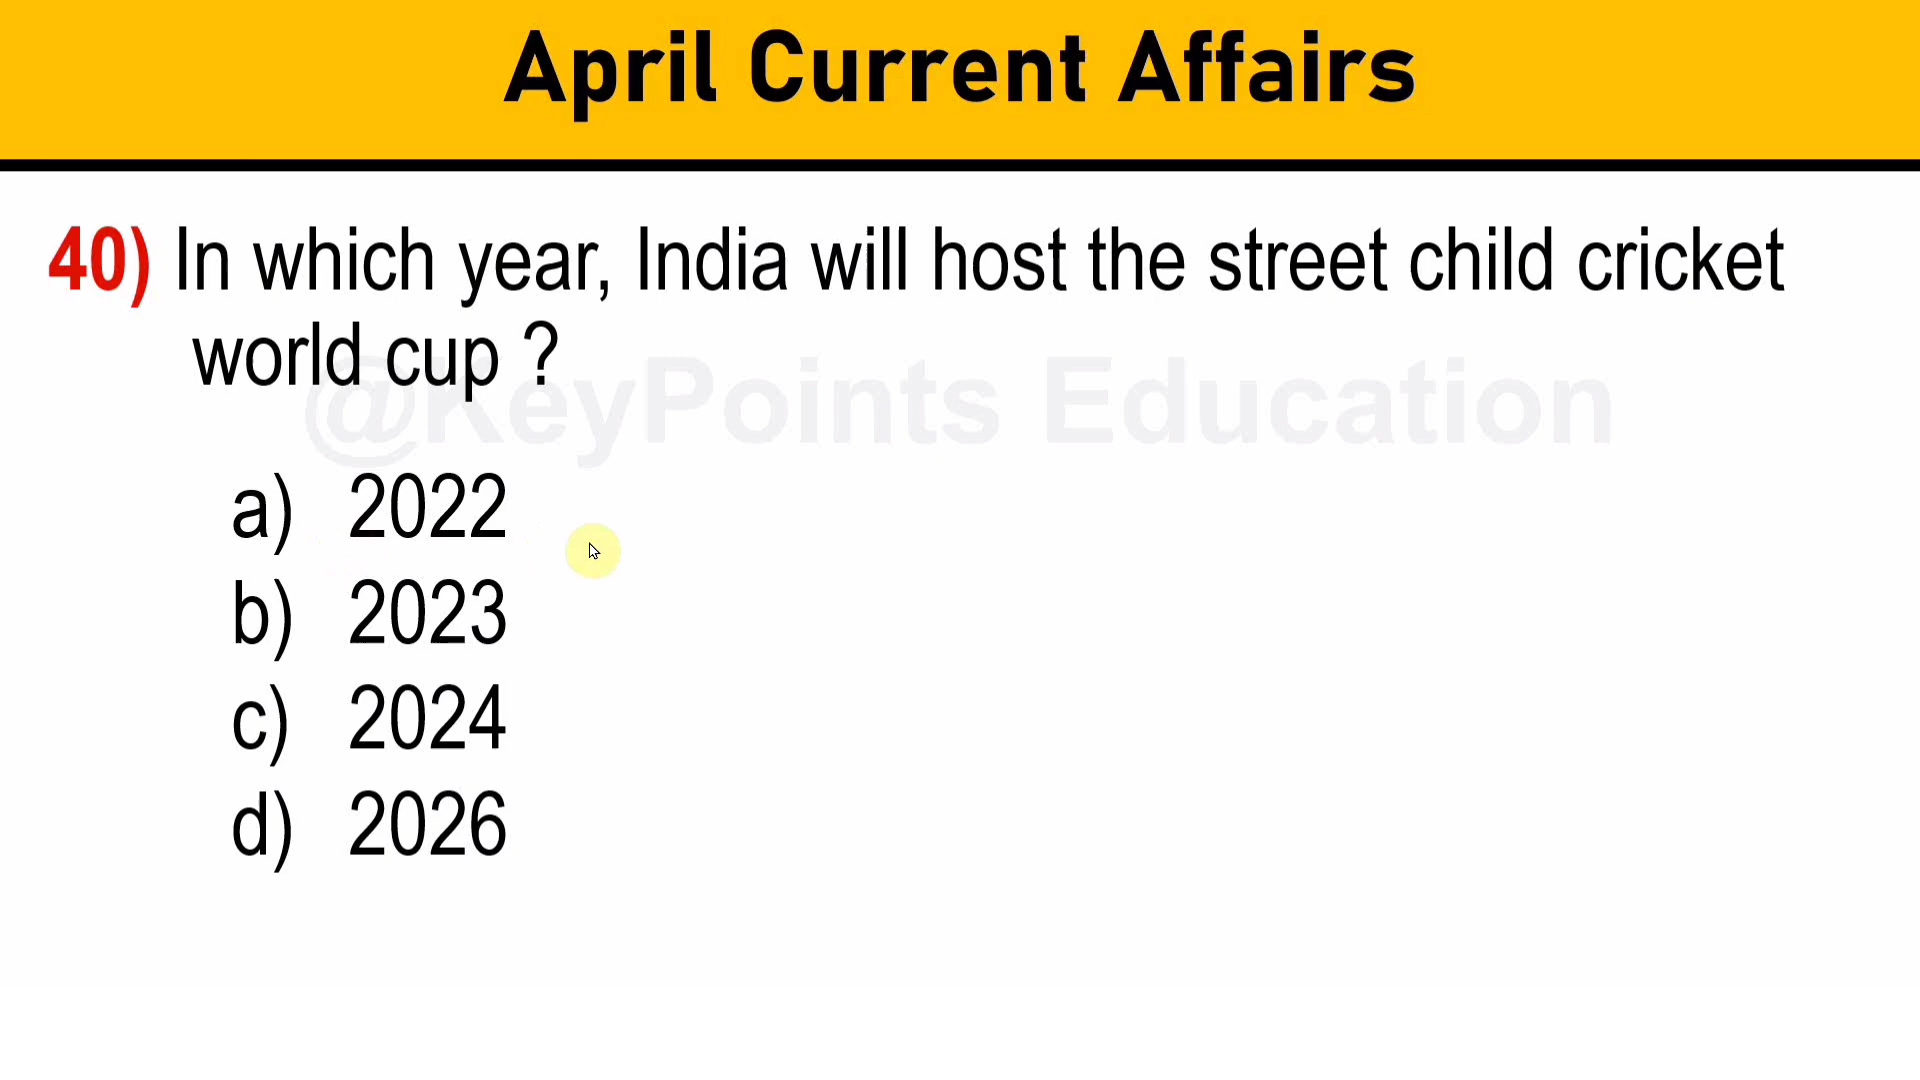 April Current Affairs
40) In which year, India will host the street child cricket
world cup ?
@KeyPoints Education
a) 2022
b) 2023
c) 2024
d) 2026